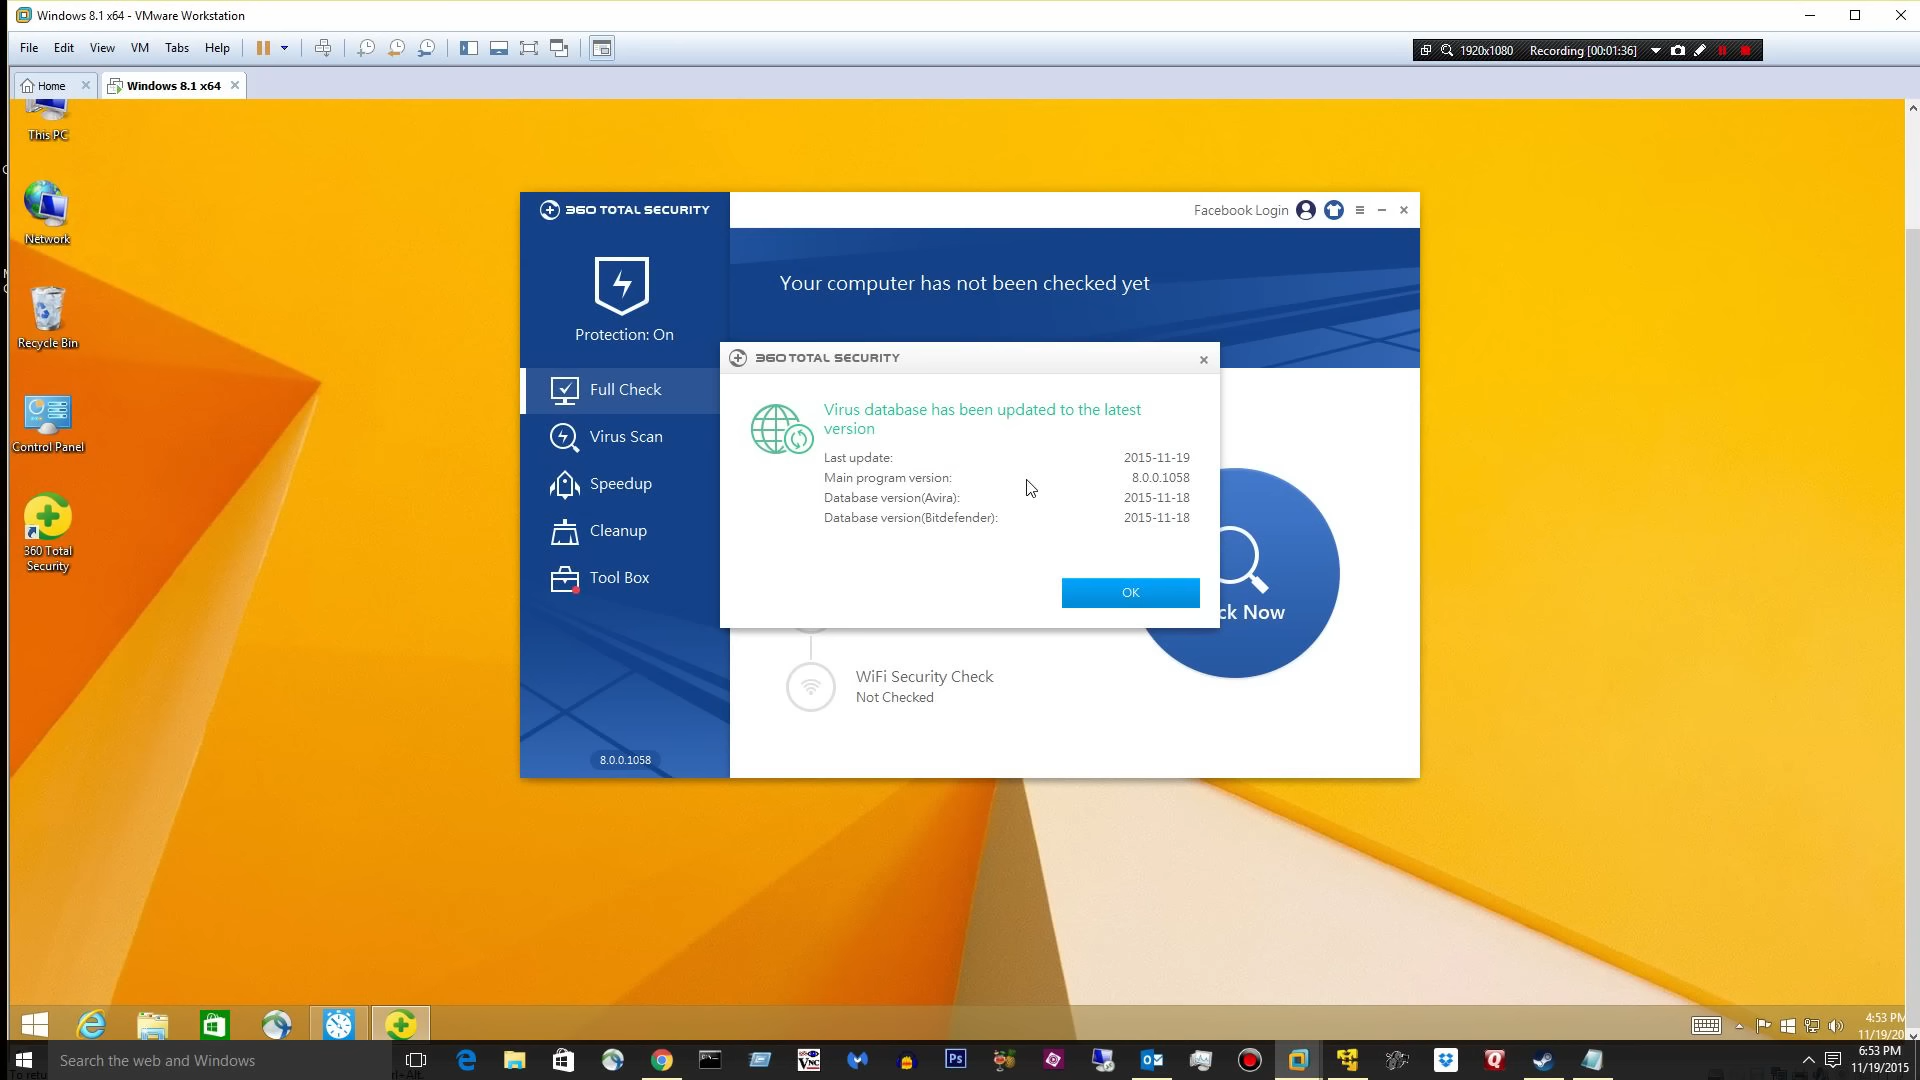 Windows 8.1 x64 - VMware Workstation
File Edit View VM Tabs Help
1920x1080 Recording [00:01:36]
Home
Windows 8.1 x64
This PC
Network
Recycle Bin
Control Panel
360 Total
Security
360 TOTAL SECURITY
Facebook Login
Protection: On
Your computer has not been checked yet
Full Check
Virus Scan
Speedup
Cleanup
Tool Box
8.0.0.1058
360 TOTAL SECURITY
Virus database has been updated to the latest
version
Last update: 2015-11-19
Main program version: 8.0.0.1058
Database version(Avira): 2015-11-18
Database version(Bitdefender): 2015-11-18
OK
ck Now
WiFi Security Check
Not Checked
4:53 PM
11/19/20
Search the web and Windows
Ps
6:53 PM
11/19/2015